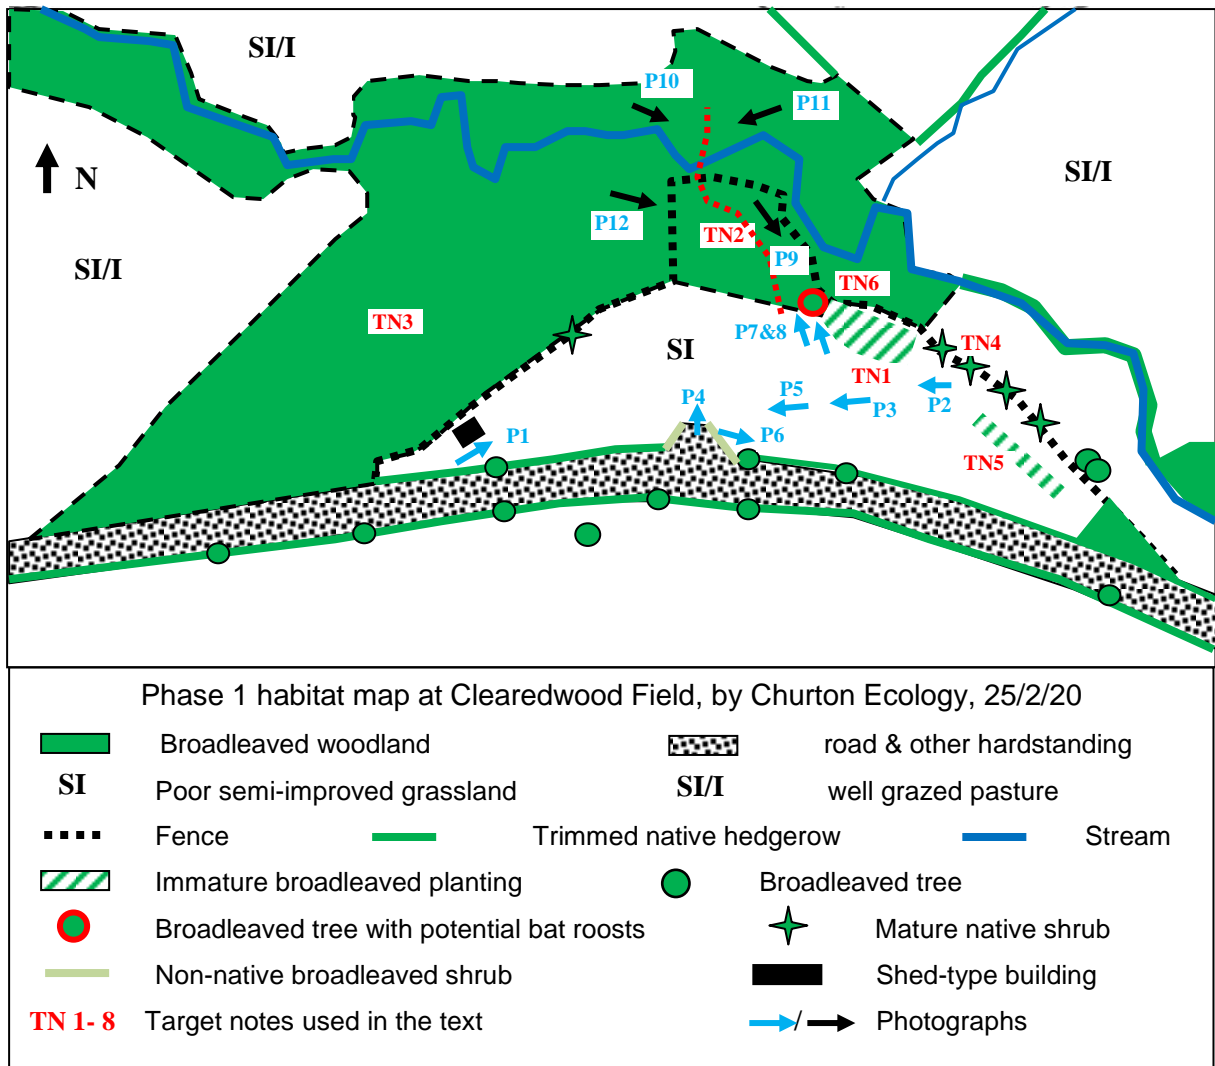 SI/I
P10
P11
SI/I
N
P12
TN2
SI/I
P9
TN6
TN3
P7&8
SI
TN4
TN1
P5
P2
P4
P3
P1
P6
TN5
Phase 1 habitat map at Clearedwood Field, by Churton Ecology, 25/2/20
Broadleaved woodland
road & other hardstanding
SI Poor semi-improved grassland
SI/I well grazed pasture
Fence
Trimmed native hedgerow
Stream
Immature broadleaved planting
Broadleaved tree
Broadleaved tree with potential bat roosts
Mature native shrub
Non-native broadleaved shrub
Shed-type building
TN 1- 8 Target notes used in the text
/ Photographs